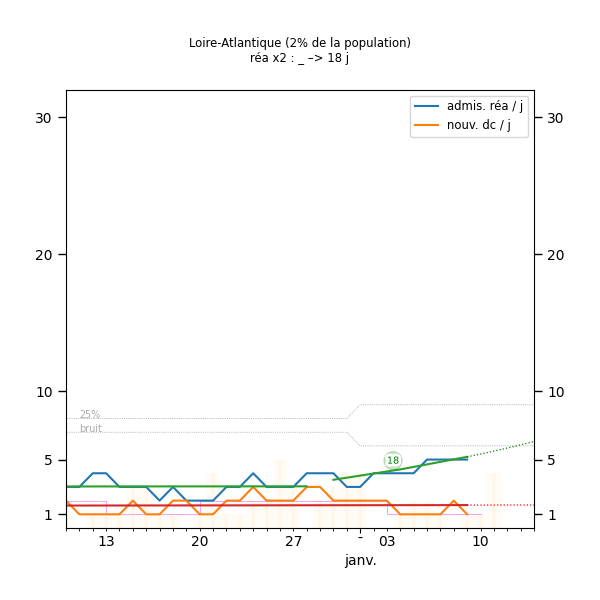 Loire-Atlantique (2% de la population)
réa x2 : _ –> 18 j
admis. réa / j
nouv. dc / j
30 30
20 20
10 10
25%
bruit
18
5 5
1 1
13 20 27 - 03 10
janv.